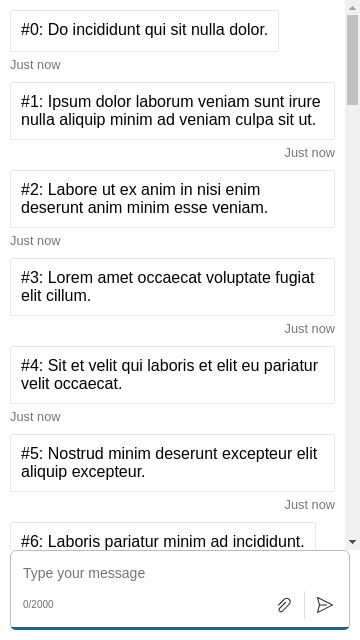 #0: Do incididunt qui sit nulla dolor.
Just now
#1: Ipsum dolor laborum veniam sunt irure
nulla aliquip minim ad veniam culpa sit ut.
Just now
#2: Labore ut ex anim in nisi enim
deserunt anim minim esse veniam.
Just now
#3: Lorem amet occaecat voluptate fugiat
elit cillum.
Just now
#4: Sit et velit qui laboris et elit eu pariatur
velit occaecat.
Just now
#5: Nostrud minim deserunt excepteur elit
aliquip excepteur.
Just now
#6: Laboris pariatur minim ad incididunt.
Type your message
0/2000